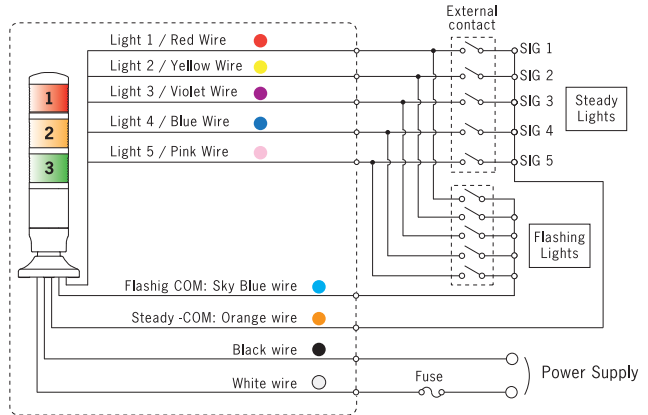 External
contact
Light 1 / Red Wire
SIG 1
Light 2 / Yellow Wire
SIG 2
Light 3 / Violet Wire
SIG 3
Light 4 / Blue Wire
SIG 4
Light 5 / Pink Wire
SIG 5
Steady
Lights
1
2
3
Flashing
Lights
Flashig COM: Sky Blue wire
Steady -COM: Orange wire
Black wire
White wire
Fuse
Power Supply